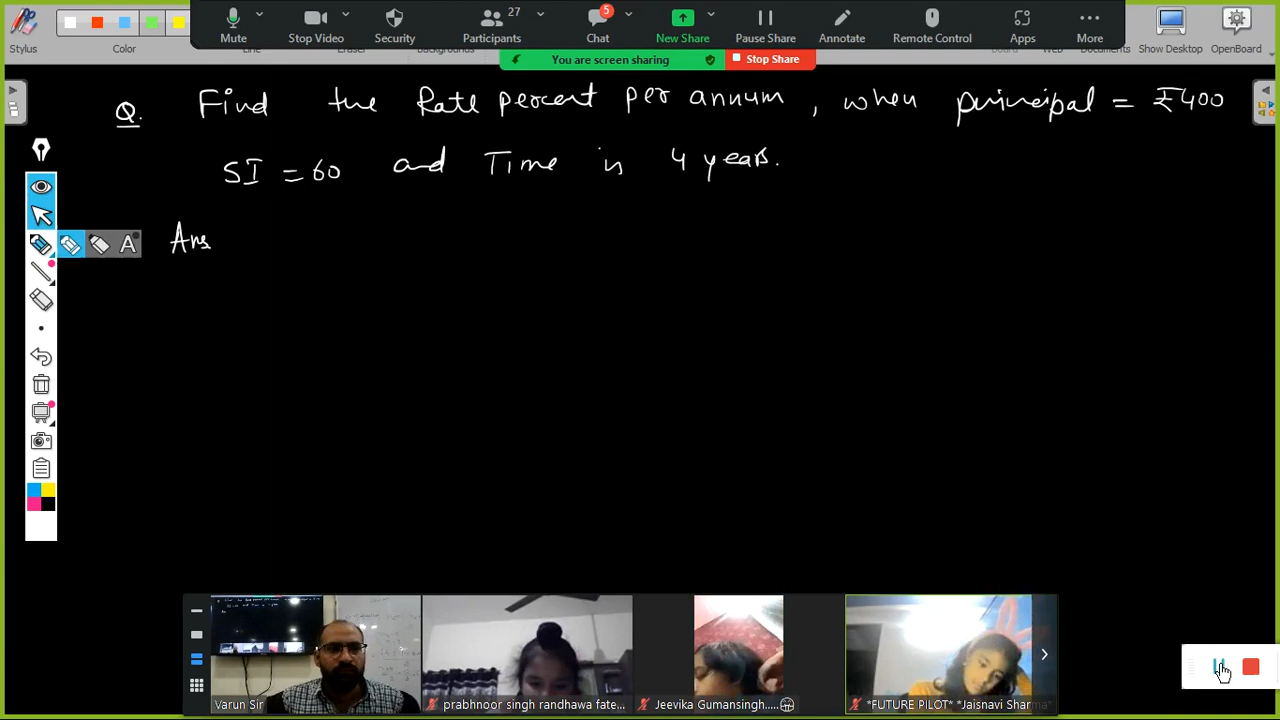 27
5
Mute
Stop Video
Security
Participants
Chat
New Share
Pause Share
Annotate
Remote Control
Apps
More
Stylus
Color
Show Desktop
OpenBoard
You are screen sharing
Stop Share
Q. Find the Rate percent per annum, when principal = ₹400
SI = 60 and Time is 4 years.
Ans
A
Varun Sir
prabhnoor singh randhawa fate...
Jeevika Gumansingh.....
*FUTURE PILOT* *Jaisnavi Sharma*